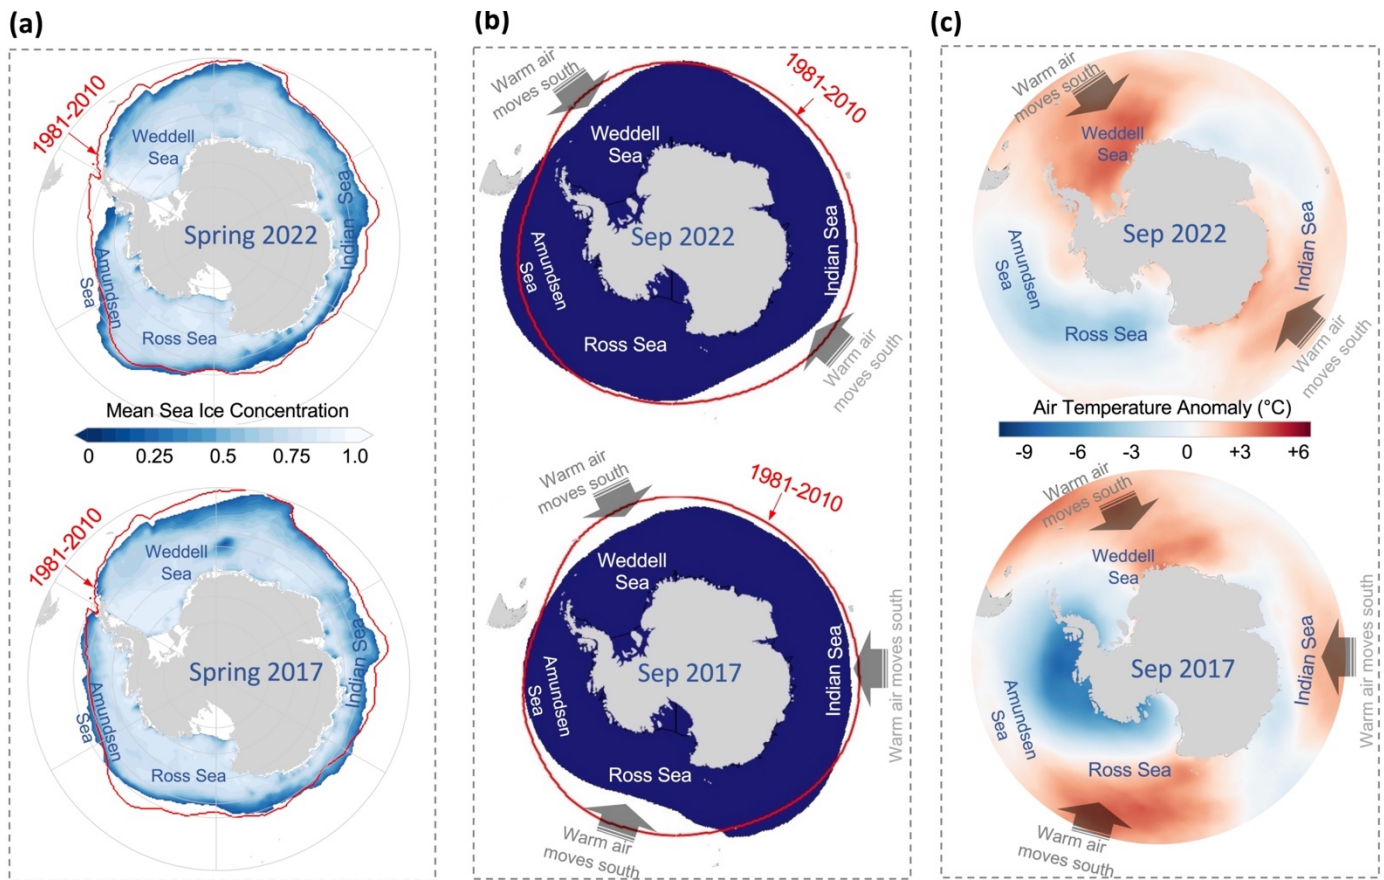 (a)
1981-2010
Weddell
Sea
Spring 2022
Indian Sea
Amundsen
Sea
Ross Sea
Mean Sea Ice Concentration
0 0.25 0.50 0.75 1.0
1981-2010
Weddell
Sea
Spring 2017
Indian Sea
Amundsen
Sea
Ross Sea
(b)
Warm air
moves south
1981-2010
Weddell
Sea
Sep 2022
Indian Sea
Amundsen
Sea
Ross Sea
Warm air
moves south
Warm air
moves south
1981-2010
Weddell
Sea
Sep 2017
Indian Sea
Warm air moves south
Amundsen
Sea
Ross Sea
Warm air
moves south
(c)
Warm air
moves south
Weddell
Sea
Sep 2022
Indian Sea
Amundsen
Sea
Ross Sea
Warm air
moves south
Air Temperature Anomaly (°C)
-9 -6 -3 0 +3 +6
Warm air
moves south
Weddell
Sea
Sep 2017
Indian Sea
Warm air moves south
Amundsen
Sea
Ross Sea
Warm air
moves south